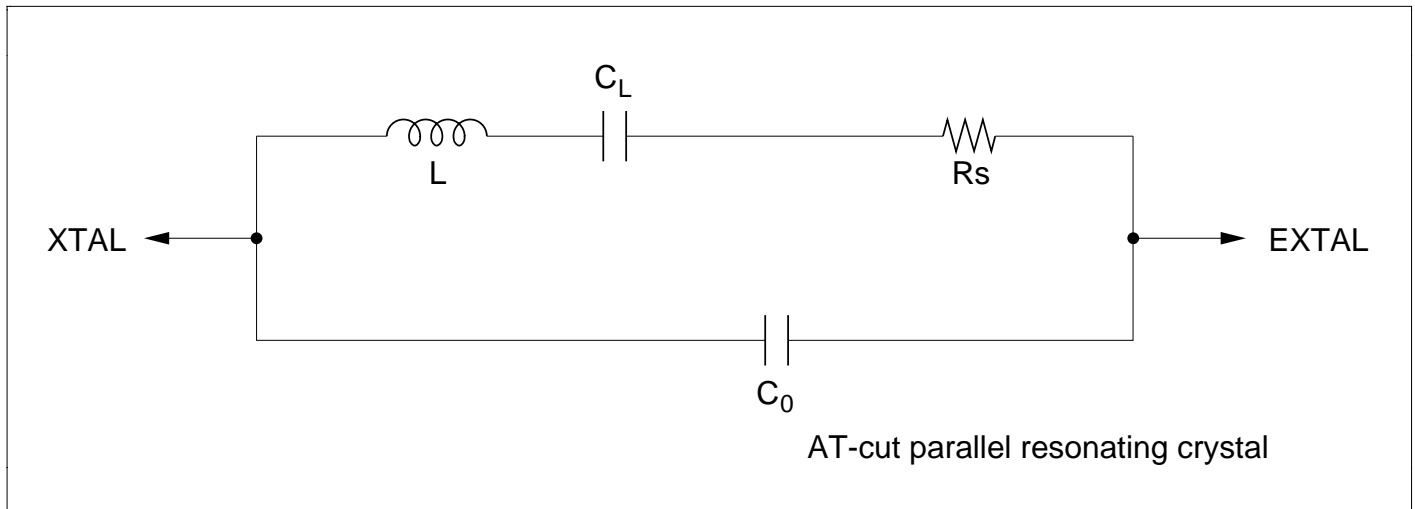 C_L
L
Rs
XTAL
EXTAL
C_0
AT-cut parallel resonating crystal